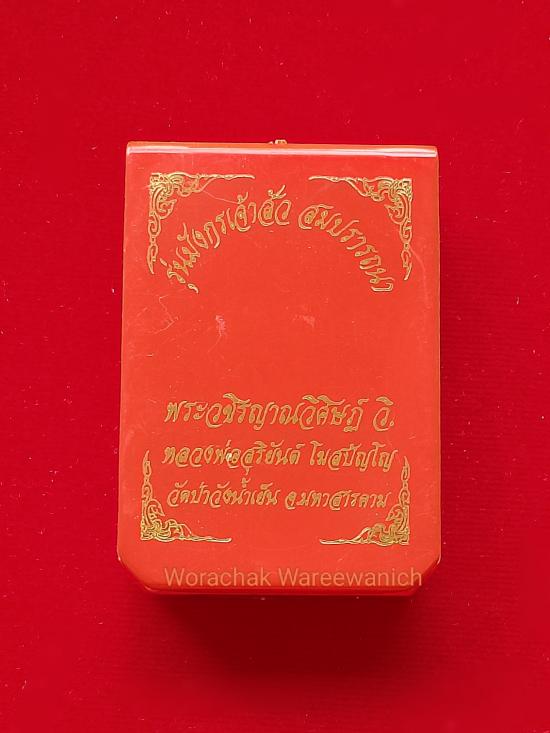 รุ่นมังกรเจ้าสัว สมปรารถนา
พระวชิรญาณวิศิษฏ์ วิ.
หลวงพ่อสุริยันต์ โฆสปัญโญ
วัดป่าวังน้ำเย็น จ.มหาสารคาม
Worachak Wareewanich